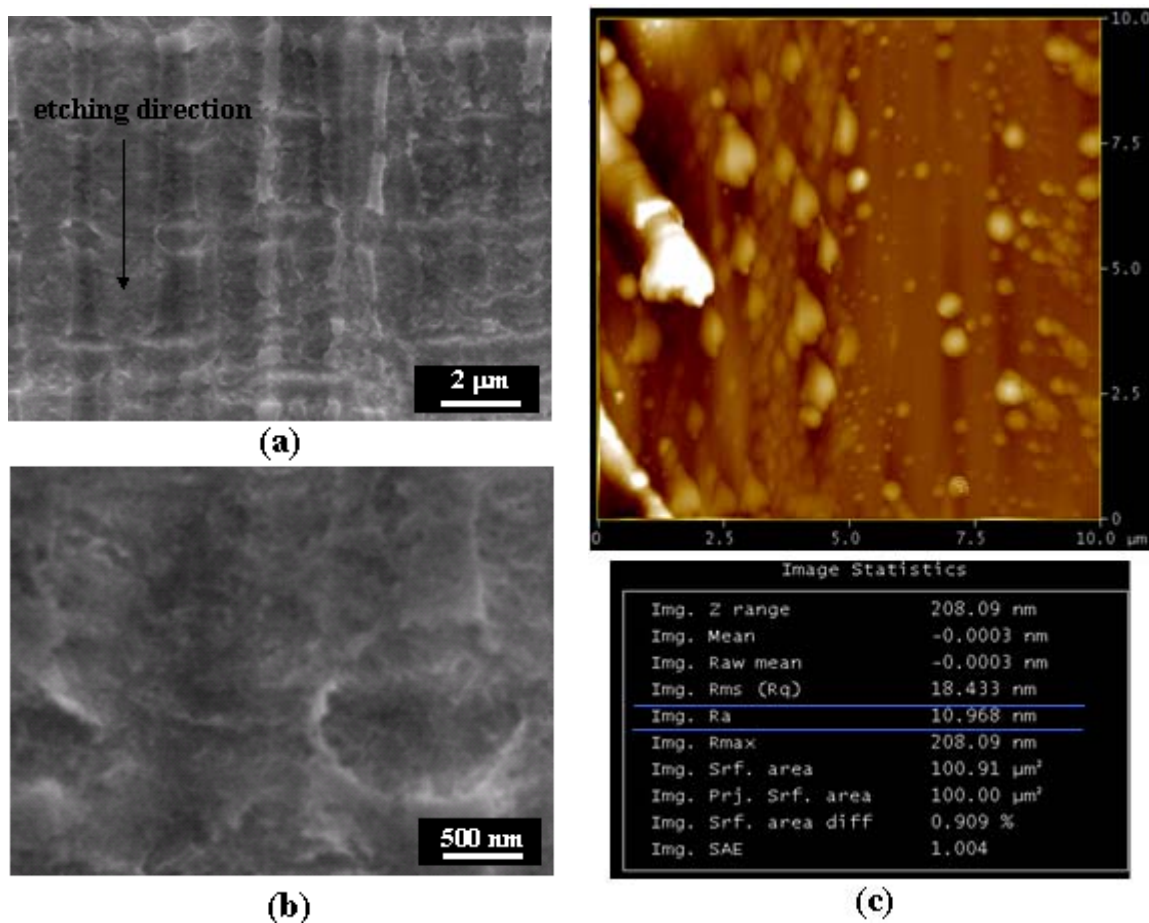 etching direction
2 µm
(a)
500 nm
(b)
10.0
7.5
5.0
2.5
0
0 2.5 5.0 7.5 10.0 µm
Image Statistics
Img. Z range 208.09 nm
Img. Mean -0.0003 nm
Img. Raw mean -0.0003 nm
Img. Rms (Rq) 18.433 nm
Img. Ra 10.968 nm
Img. Rmax 208.09 nm
Img. Srf. area 100.91 µm²
Img. Prj. Srf. area 100.00 µm²
Img. Srf. area diff 0.909 %
Img. SAE 1.004
(c)